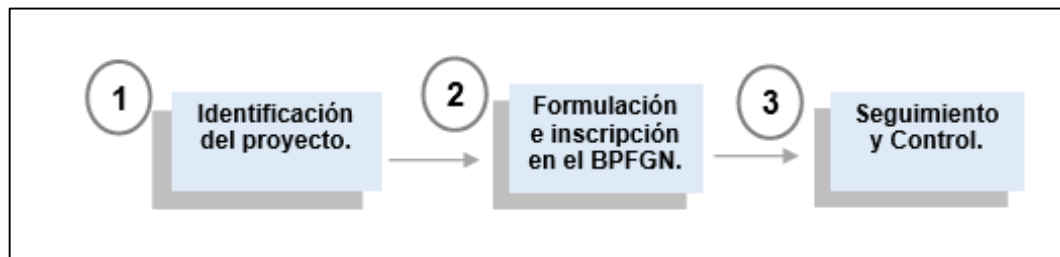 1
Identificación
del proyecto.
2
Formulación
e inscripción
en el BPFGN.
3
Seguimiento
y Control.